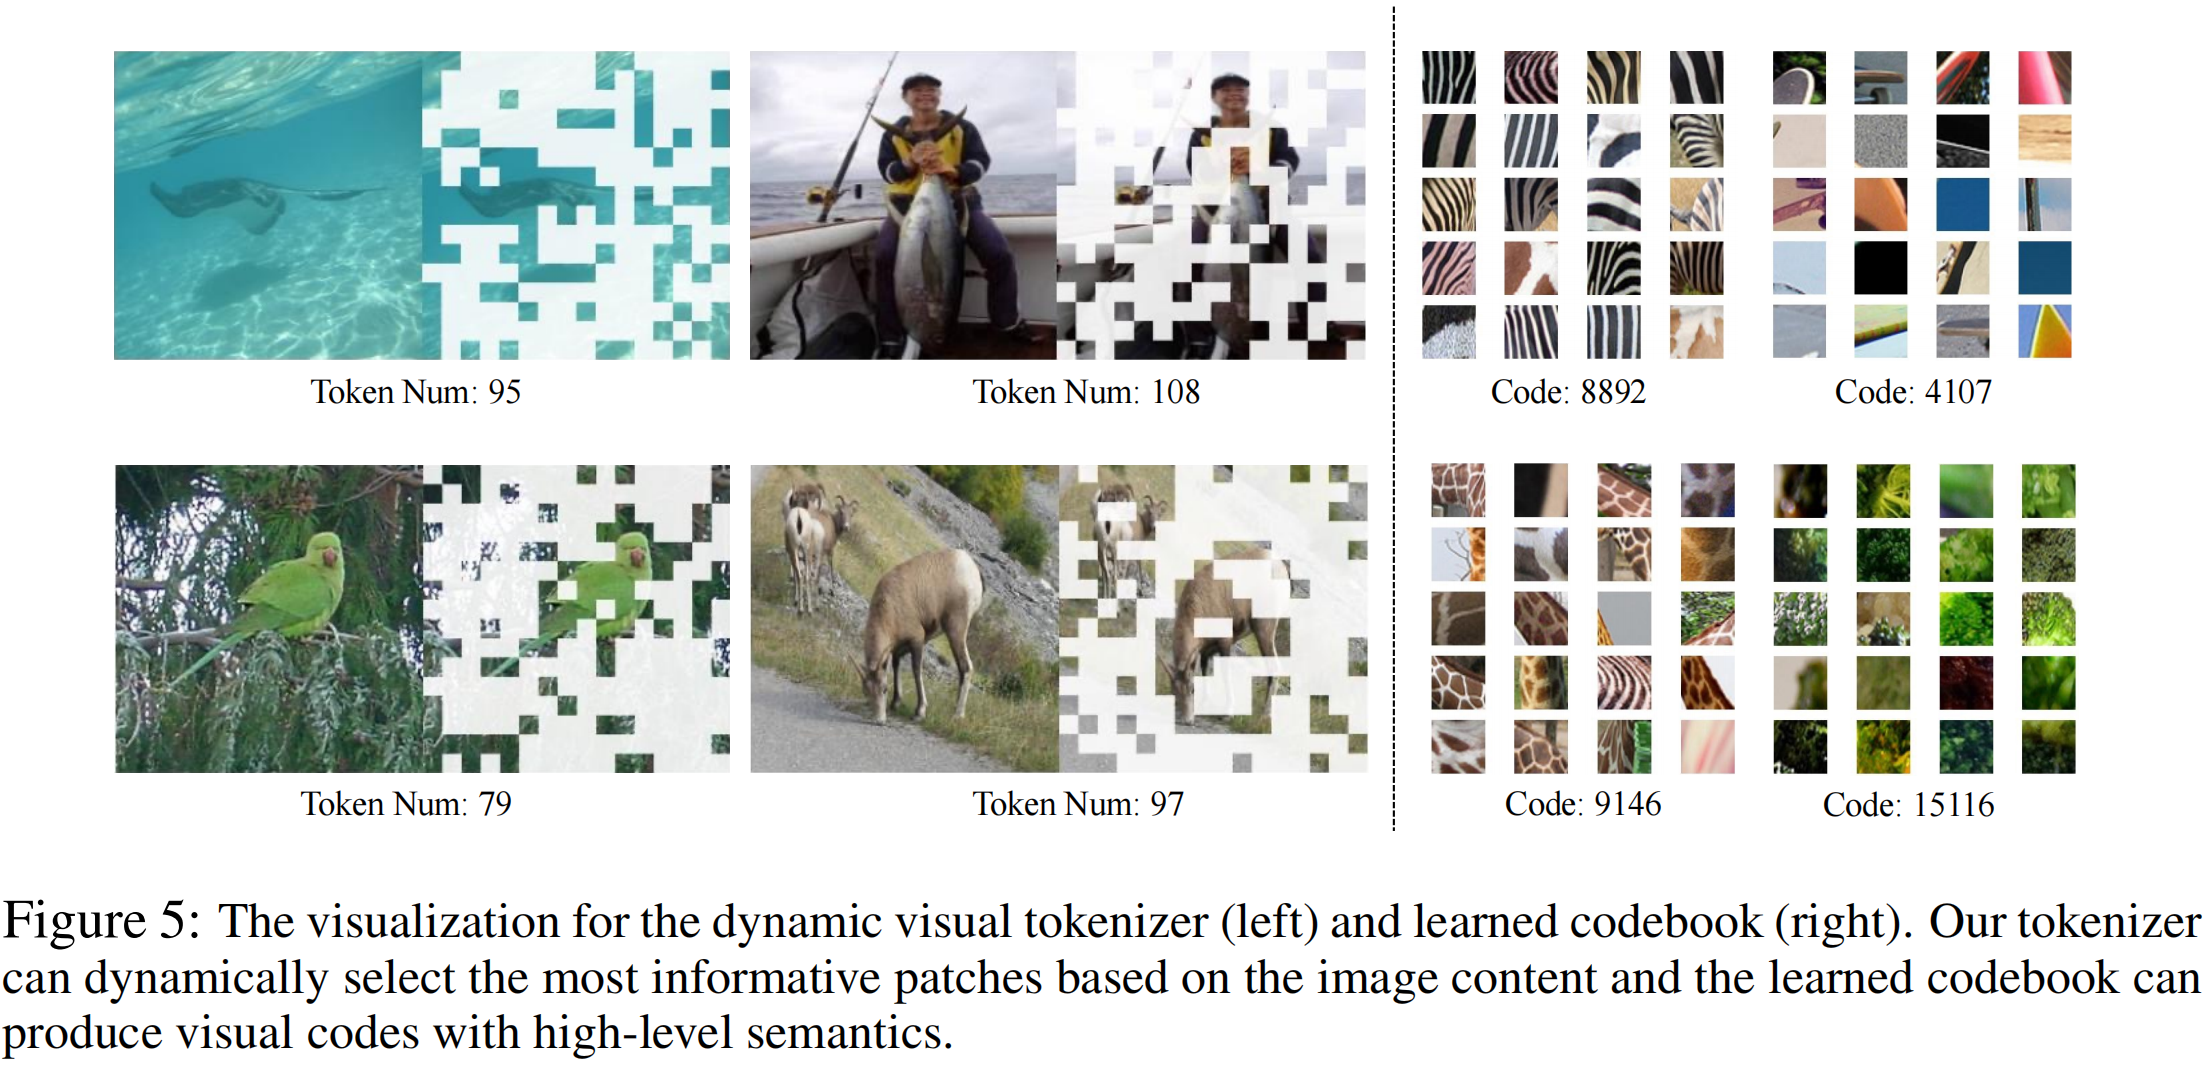 Token Num: 95
Token Num: 108
Code: 8892
Code: 4107
Token Num: 79
Token Num: 97
Code: 9146
Code: 15116
Figure 5: The visualization for the dynamic visual tokenizer (left) and learned codebook (right). Our tokenizer
can dynamically select the most informative patches based on the image content and the learned codebook can
produce visual codes with high-level semantics.